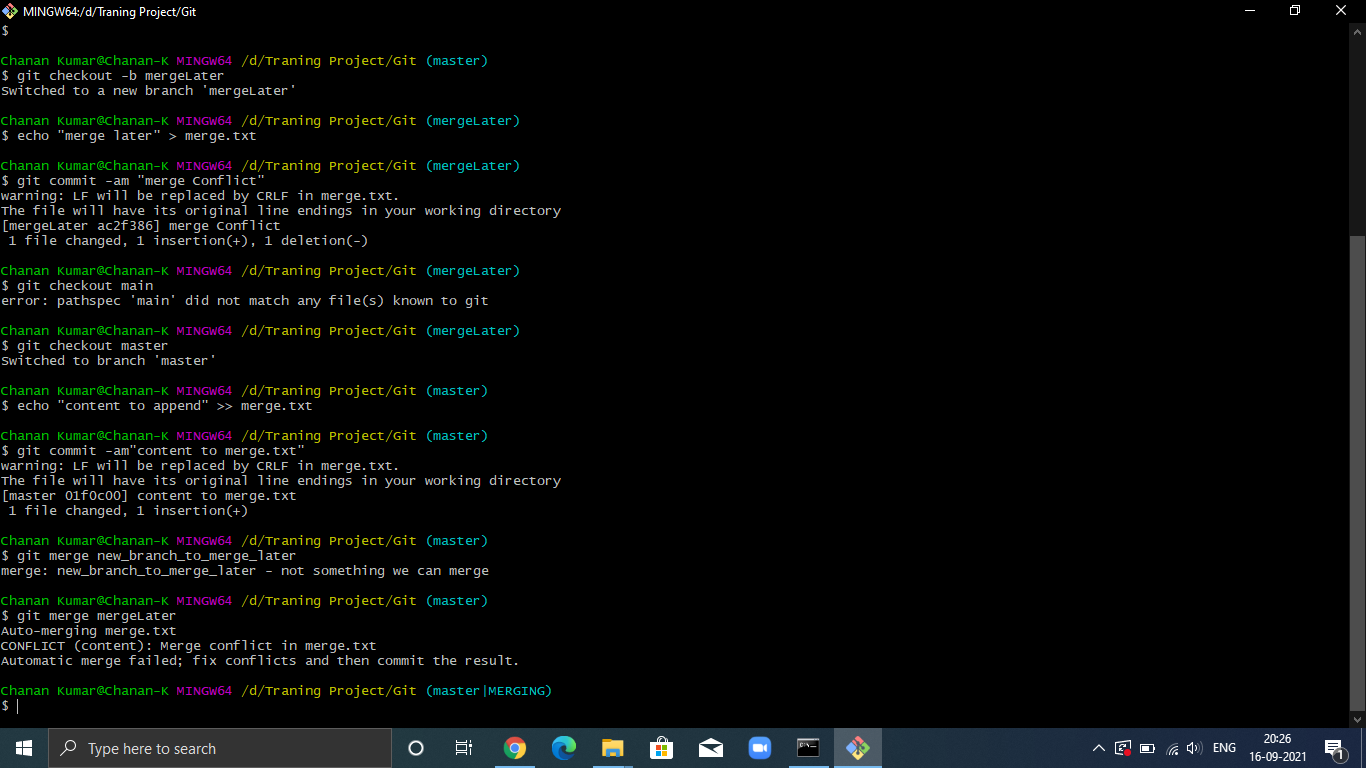 MINGW64:/d/Traning Project/Git
$
Chanan Kumar@Chanan-K MINGW64 /d/Traning Project/Git (master)
$ git checkout -b mergeLater
Switched to a new branch 'mergeLater'
Chanan Kumar@Chanan-K MINGW64 /d/Traning Project/Git (mergeLater)
$ echo "merge later" > merge.txt
Chanan Kumar@Chanan-K MINGW64 /d/Traning Project/Git (mergeLater)
$ git commit -am "merge Conflict"
warning: LF will be replaced by CRLF in merge.txt.
The file will have its original line endings in your working directory
[mergeLater ac2f386] merge Conflict
 1 file changed, 1 insertion(+), 1 deletion(-)
Chanan Kumar@Chanan-K MINGW64 /d/Traning Project/Git (mergeLater)
$ git checkout main
error: pathspec 'main' did not match any file(s) known to git
Chanan Kumar@Chanan-K MINGW64 /d/Traning Project/Git (mergeLater)
$ git checkout master
Switched to branch 'master'
Chanan Kumar@Chanan-K MINGW64 /d/Traning Project/Git (master)
$ echo "content to append" >> merge.txt
Chanan Kumar@Chanan-K MINGW64 /d/Traning Project/Git (master)
$ git commit -am"content to merge.txt"
warning: LF will be replaced by CRLF in merge.txt.
The file will have its original line endings in your working directory
[master 01f0c00] content to merge.txt
 1 file changed, 1 insertion(+)
Chanan Kumar@Chanan-K MINGW64 /d/Traning Project/Git (master)
$ git merge new_branch_to_merge_later
merge: new_branch_to_merge_later - not something we can merge
Chanan Kumar@Chanan-K MINGW64 /d/Traning Project/Git (master)
$ git merge mergeLater
Auto-merging merge.txt
CONFLICT (content): Merge conflict in merge.txt
Automatic merge failed; fix conflicts and then commit the result.
Chanan Kumar@Chanan-K MINGW64 /d/Traning Project/Git (master|MERGING)
$
Type here to search
ENG
20:26
16-09-2021
1